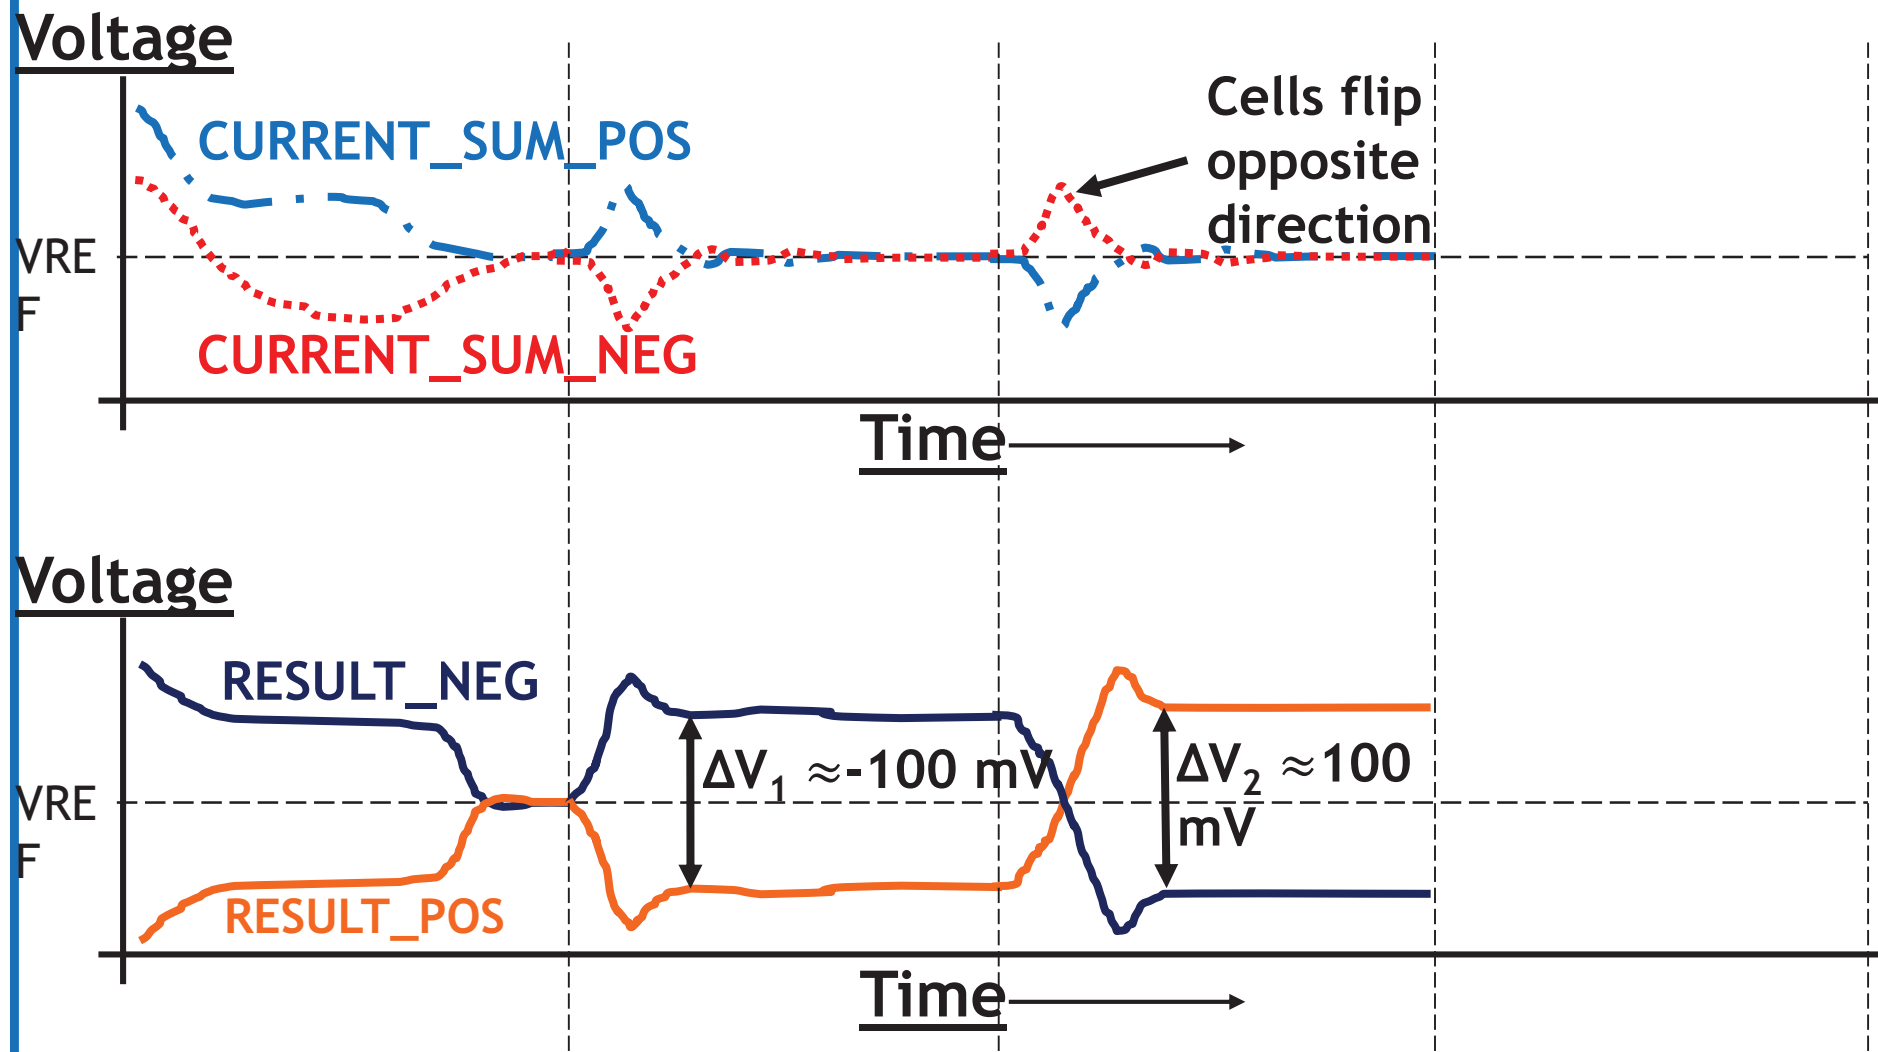 Voltage
CURRENT_SUM_POS
Cells flip
opposite
direction
VRE
F
CURRENT_SUM_NEG
Time
Voltage
RESULT_NEG
ΔV₁ ≈-100 mV
ΔV₂ ≈100
mV
VRE
F
RESULT_POS
Time